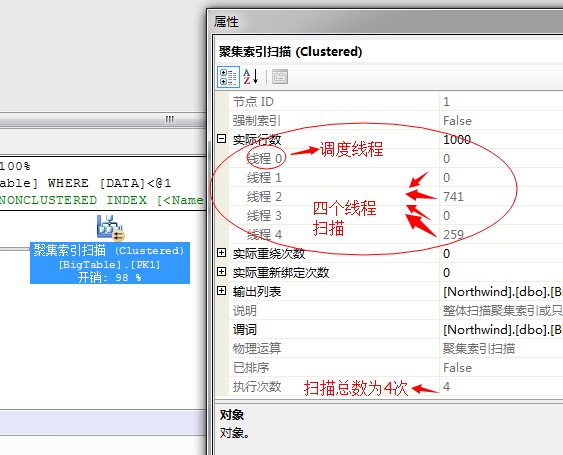 100%
able] WHERE [DATA]<@1
NONCLUSTERED INDEX [<Name
聚集索引扫描 (Clustered)
[BigTable].[PK1]
开销: 98 %
属性
聚集索引扫描 (Clustered)
节点 ID 1
强制索引 False
实际行数 1000
线程 0 0
调度线程
线程 1 0
线程 2 741
四个线程
扫描
线程 3 0
线程 4 259
实际重绕次数 0
实际重新绑定次数 0
输出列表 [Northwind].[dbo].[B
说明 整体扫描聚集索引或只
谓词 [Northwind].[dbo].[B
物理运算 聚集索引扫描
已排序 False
执行次数 4
扫描总数为4次
对象
对象。